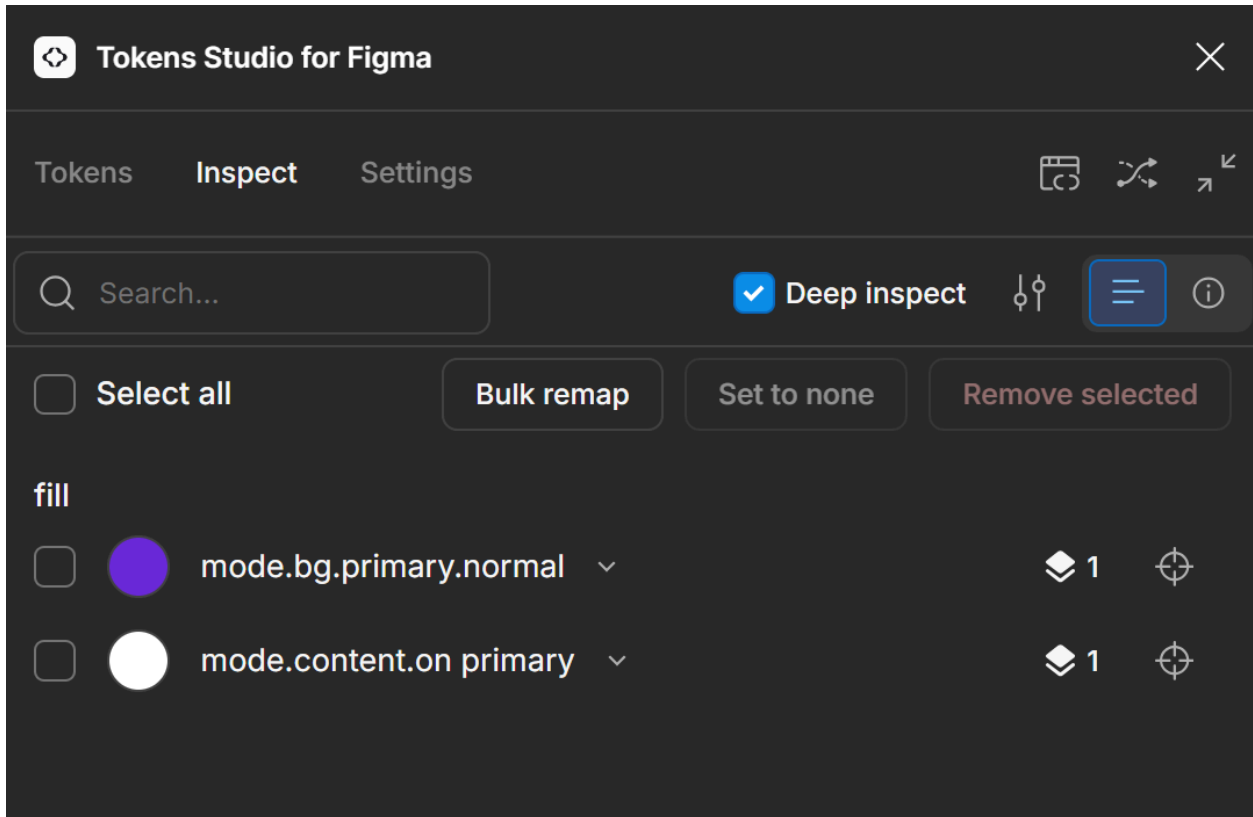 Tokens Studio for Figma
Tokens Inspect Settings
Search... Deep inspect
Select all Bulk remap Set to none Remove selected
fill
mode.bg.primary.normal 1
mode.content.on primary 1